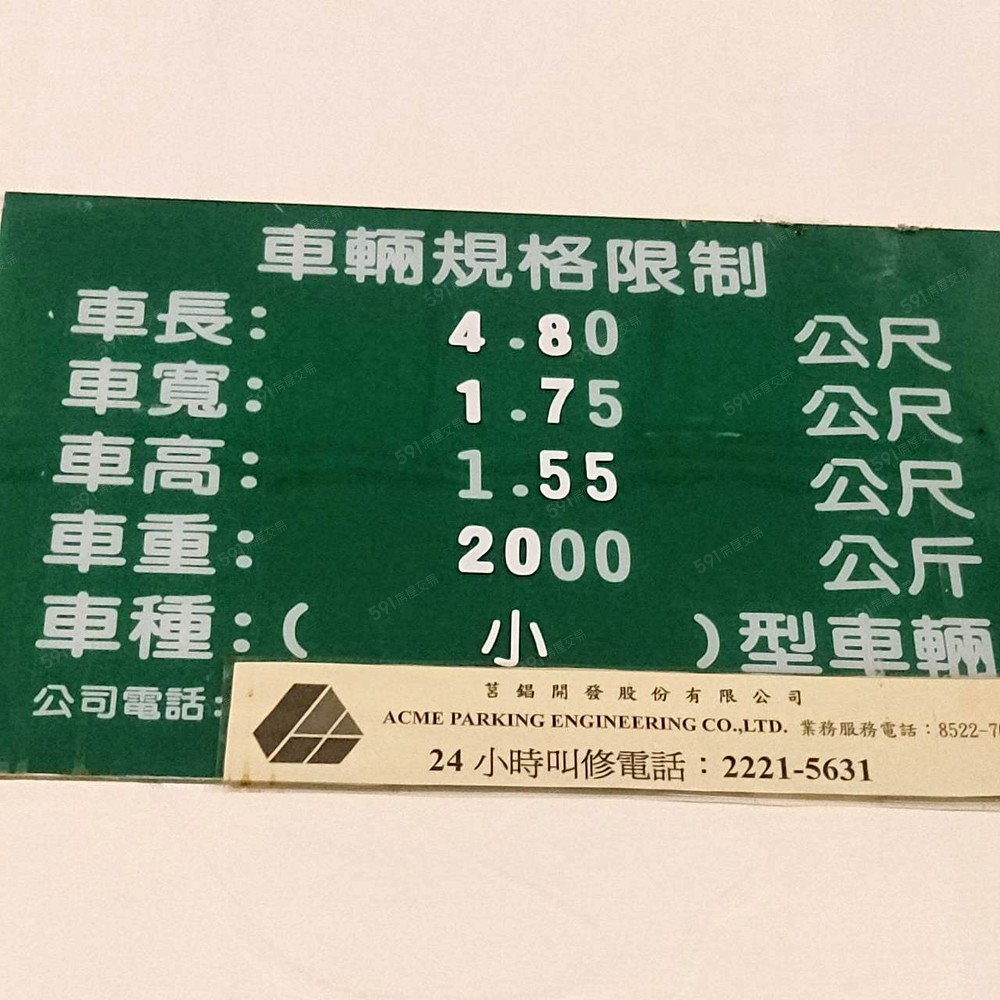 車輛規格限制
車長: 4.80 公尺
車寬: 1.75 公尺
車高: 1.55 公尺
車重: 2000 公斤
車種:( 小 )型車輛
公司電話:
莒錩開發股份有限公司
ACME PARKING ENGINEERING CO.,LTD. 業務服務電話：8522-7
24 小時叫修電話：2221-5631